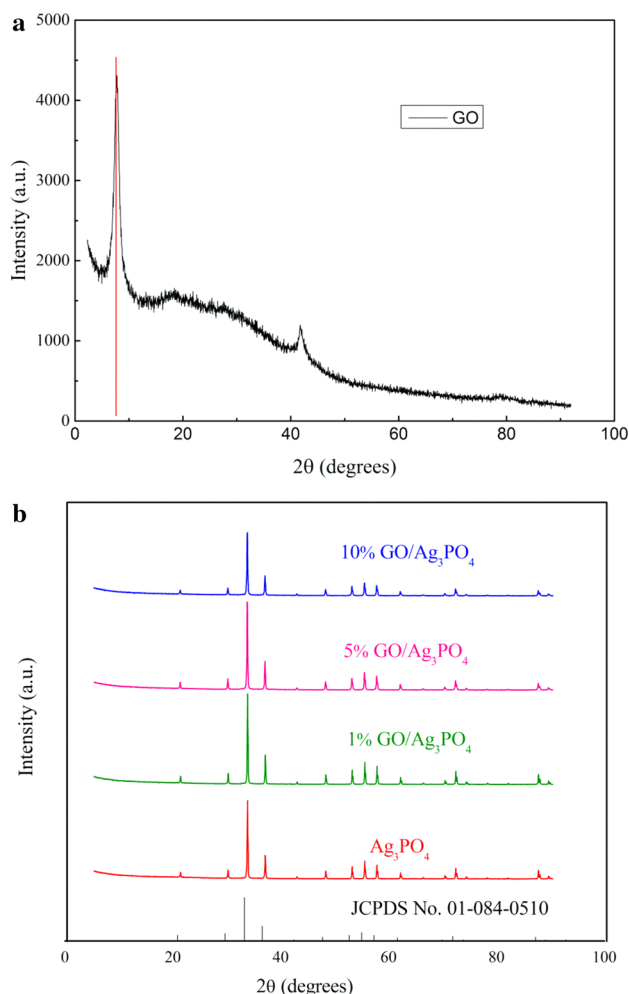 a
5000
4000
3000
2000
1000
0
Intensity (a.u.)
GO
0 20 40 60 80 100
2θ (degrees)
b
10% GO/Ag₃PO₄
5% GO/Ag₃PO₄
1% GO/Ag₃PO₄
Ag₃PO₄
JCPDS No. 01-084-0510
Intensity (a.u.)
0 20 40 60 80 100
2θ (degrees)